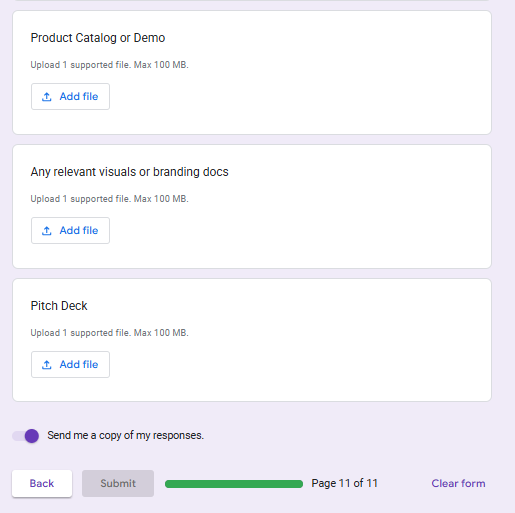 Product Catalog or Demo
Upload 1 supported file. Max 100 MB.
Add file
Any relevant visuals or branding docs
Upload 1 supported file. Max 100 MB.
Add file
Pitch Deck
Upload 1 supported file. Max 100 MB.
Add file
Send me a copy of my responses.
Back Submit Page 11 of 11 Clear form